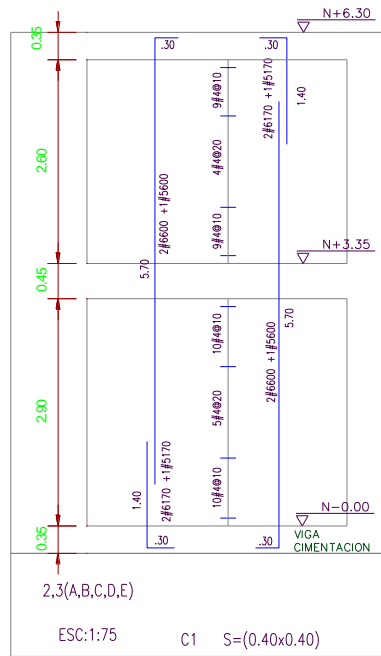 N+6.30
0.35
.30
.30
9#4@10
2#6170 +1#5170
1.40
2.60
4#4@20
2#6600 +1#5600
9#4@10
N+3.35
5.70
0.45
10#4@10
5.70
2#6600 +1#5600
2.90
5#4@20
2#6170 +1#5170
1.40
10#4@10
N-0.00
VIGA
CIMENTACION
0.35
.30
.30
2,3(A,B,C,D,E)
ESC:1:75
C1
S=(0.40x0.40)